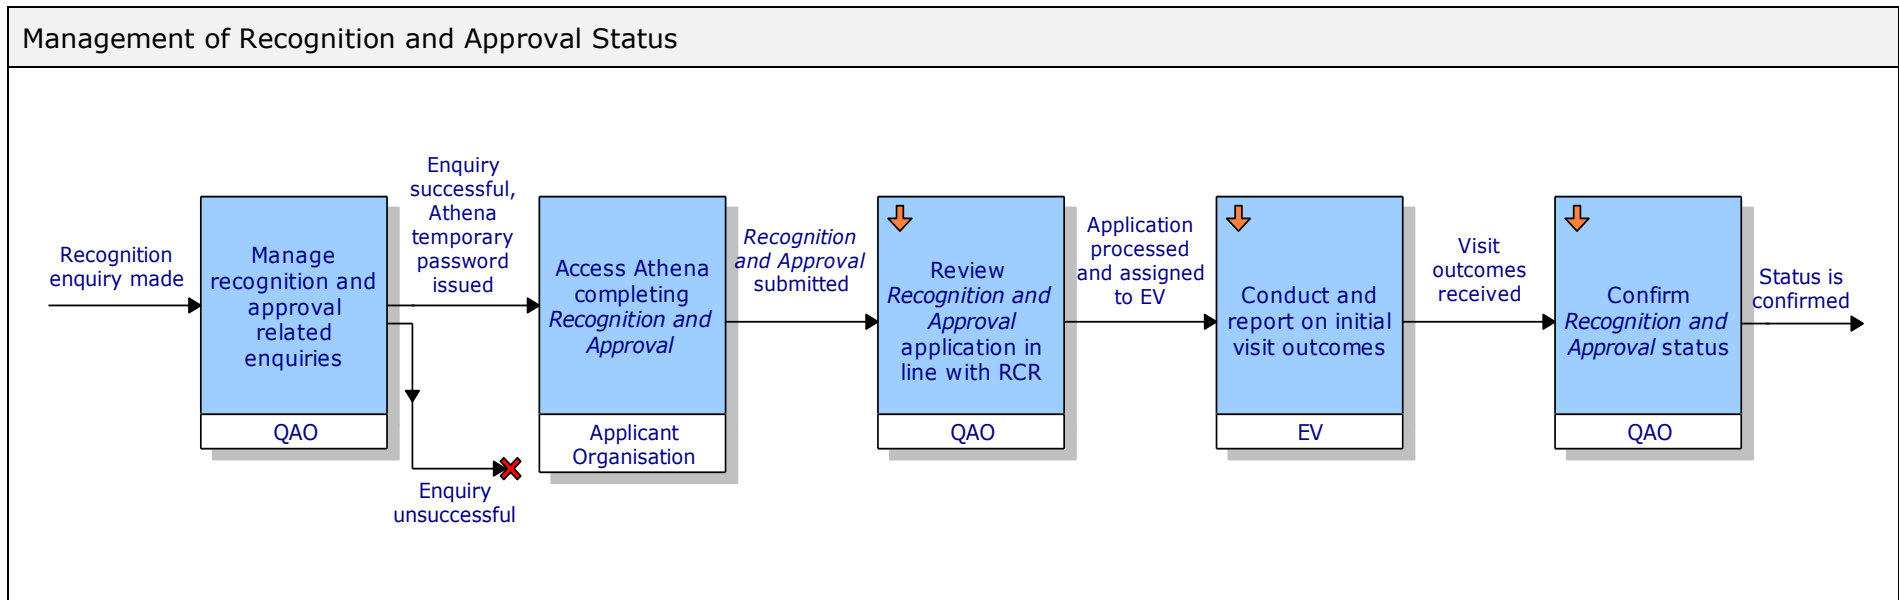 Management of Recognition and Approval Status
Recognition
enquiry made
Manage
recognition and
approval
related
enquiries
QAO
Enquiry
successful,
Athena
temporary
password
issued
Enquiry
unsuccessful
Access Athena
completing
Recognition and
Approval
Applicant
Organisation
Recognition
and Approval
submitted
Review
Recognition and
Approval
application in
line with RCR
QAO
Application
processed
and assigned
to EV
Conduct and
report on initial
visit outcomes
EV
Visit
outcomes
received
Confirm
Recognition and
Approval status
QAO
Status is
confirmed